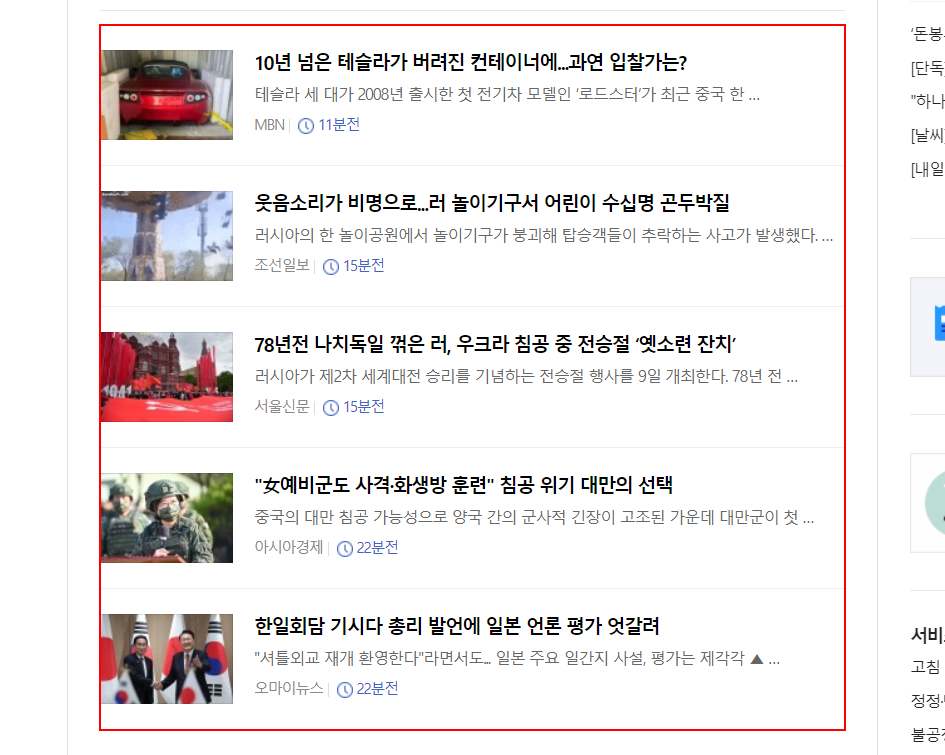 10년 넘은 테슬라가 버려진 컨테이너에...과연 입찰가는?
테슬라 세 대가 2008년 출시한 첫 전기차 모델인 ‘로드스터’가 최근 중국 한 ...
MBN 11분전
웃음소리가 비명으로...러 놀이기구서 어린이 수십명 곤두박질
러시아의 한 놀이공원에서 놀이기구가 붕괴해 탑승객들이 추락하는 사고가 발생했다. ...
조선일보 15분전
78년전 나치독일 꺾은 러, 우크라 침공 중 전승절 ‘옛소련 잔치’
러시아가 제2차 세계대전 승리를 기념하는 전승절 행사를 9일 개최한다. 78년 전 ...
서울신문 15분전
"女예비군도 사격·화생방 훈련" 침공 위기 대만의 선택
중국의 대만 침공 가능성으로 양국 간의 군사적 긴장이 고조된 가운데 대만군이 첫 ...
아시아경제 22분전
한일회담 기시다 총리 발언에 일본 언론 평가 엇갈려
"셔틀외교 재개 환영한다"라면서도... 일본 주요 일간지 사설, 평가는 제각각 ▲ ...
오마이뉴스 22분전
‘돈봉
[단독]
"하나
[날씨]
[내일
서비
고침
정정·
불공